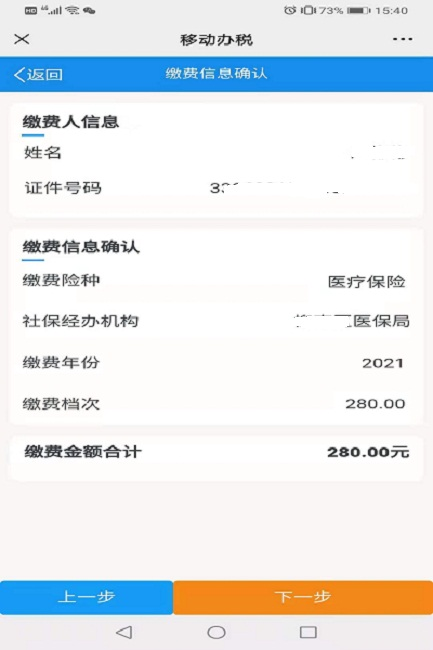 HD 4G 73% 15:40
移动办税
返回 缴费信息确认
缴费人信息
姓名
证件号码
缴费信息确认
缴费险种 医疗保险
社保经办机构 医保局
缴费年份 2021
缴费档次 280.00
缴费金额合计 280.00元
上一步 下一步